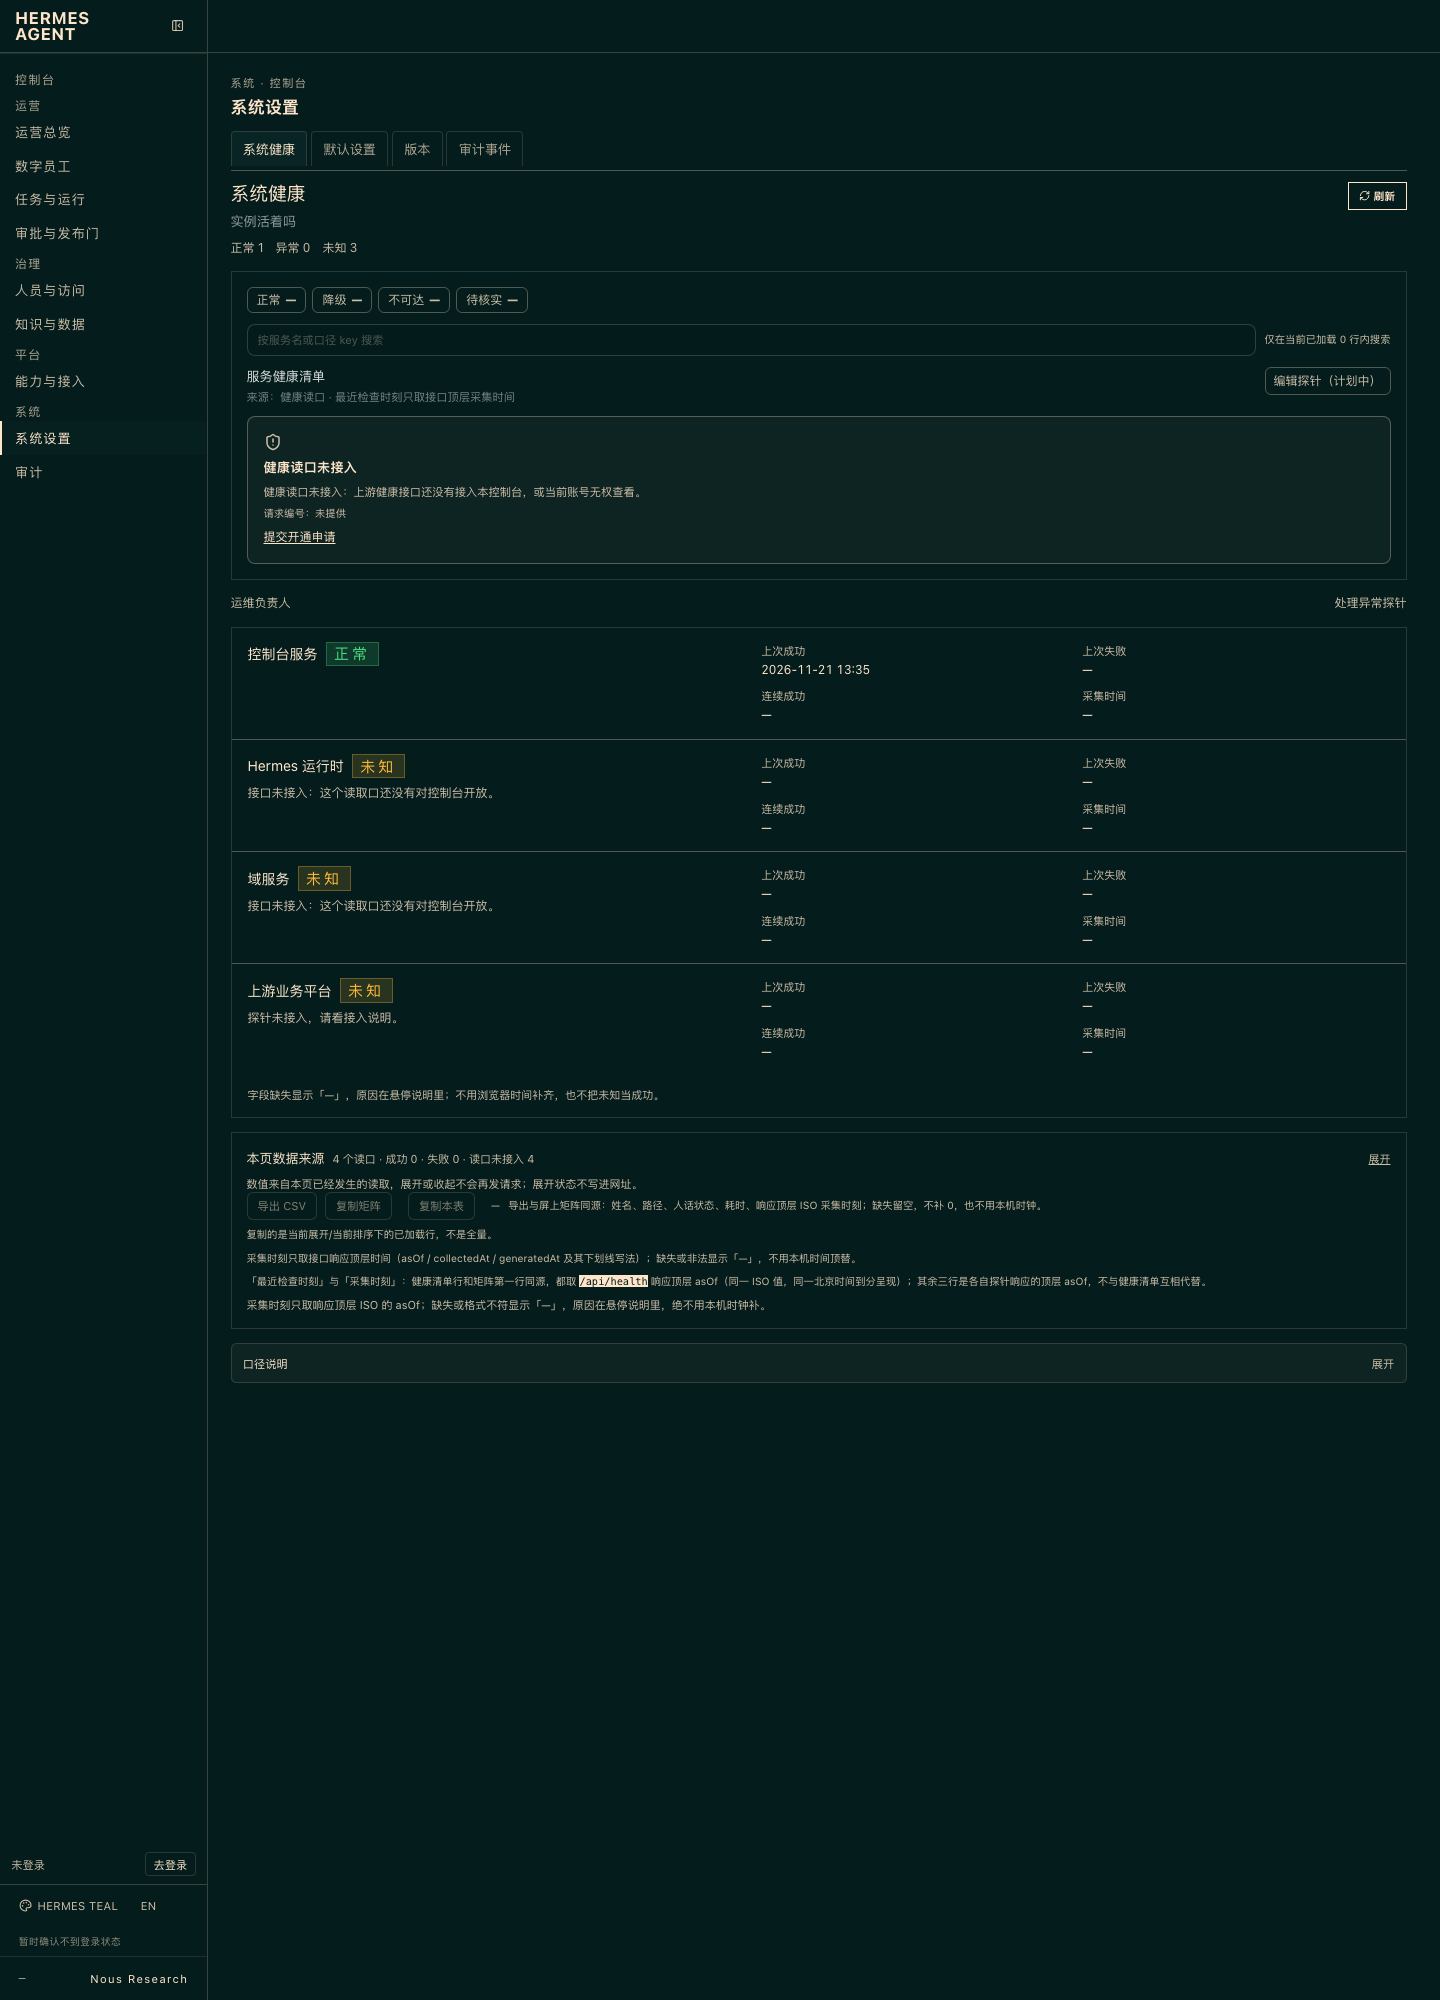 HERMES
AGENT
控制台
运营
运营总览
数字员工
任务与运行
审批与发布门
治理
人员与访问
知识与数据
平台
能力与接入
系统
系统设置
审计
未登录
去登录
HERMES TEAL
EN
暂时确认不到登录状态
—
Nous Research
系统 · 控制台
系统设置
系统健康
默认设置
版本
审计事件
系统健康
刷新
实例活着吗
正常 1 异常 0 未知 3
正常 —
降级 —
不可达 —
待核实 —
按服务名或口径 key 搜索
仅在当前已加载 0 行内搜索
服务健康清单
编辑探针（计划中）
来源：健康读口 · 最近检查时刻只取接口顶层采集时间
健康读口未接入
健康读口未接入：上游健康接口还没有接入本控制台，或当前账号无权查看。
请求编号：未提供
提交开通申请
运维负责人
处理异常探针
控制台服务 正常
上次成功
2026-11-21 13:35
上次失败
—
连续成功
—
采集时间
—
Hermes 运行时 未知
接口未接入：这个读取口还没有对控制台开放。
上次成功
—
上次失败
—
连续成功
—
采集时间
—
域服务 未知
接口未接入：这个读取口还没有对控制台开放。
上次成功
—
上次失败
—
连续成功
—
采集时间
—
上游业务平台 未知
探针未接入，请看接入说明。
上次成功
—
上次失败
—
连续成功
—
采集时间
—
字段缺失显示「—」，原因在悬停说明里；不用浏览器时间补齐，也不把未知当成功。
本页数据来源 4 个读口 · 成功 0 · 失败 0 · 读口未接入 4
展开
数值来自本页已经发生的读取，展开或收起不会再发请求；展开状态不写进网址。
导出 CSV
复制矩阵
复制本表
— 导出与屏上矩阵同源：姓名、路径、人话状态、耗时、响应顶层 ISO 采集时刻；缺失留空，不补 0，也不用本机时钟。
复制的是当前展开/当前排序下的已加载行，不是全量。
采集时刻只取接口响应顶层时间（asOf / collectedAt / generatedAt 及其下划线写法）；缺失或非法显示「—」，不用本机时间顶替。
「最近检查时刻」与「采集时刻」：健康清单行和矩阵第一行同源，都取 /api/health 响应顶层 asOf（同一 ISO 值，同一北京时间到分呈现）；其余三行是各自探针响应的顶层 asOf，不与健康清单互相代替。
采集时刻只取响应顶层 ISO 的 asOf；缺失或格式不符显示「—」，原因在悬停说明里，绝不用本机时钟补。
口径说明
展开